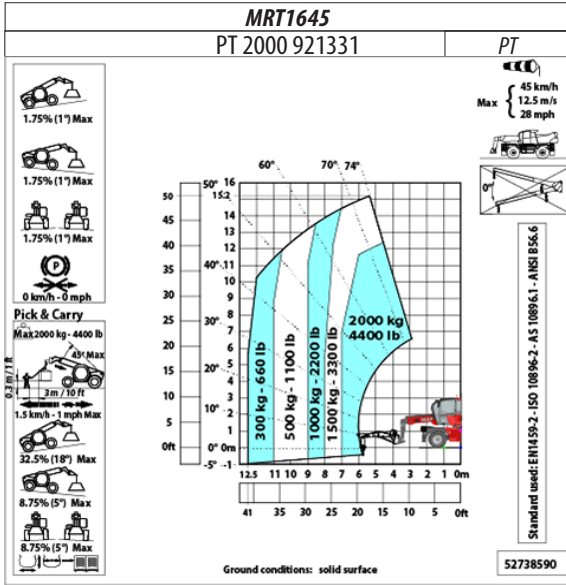 MRT1645
PT 2000 921331
PT
1.75% (1°) Max
1.75% (1°) Max
1.75% (1°) Max
P
0 km/h - 0 mph
Pick & Carry
Max 2000 kg - 4400 lb
45° Max
0.3 m / 1 ft
3m / 10 ft
1.5 km/h - 1 mph Max
32.5% (18°) Max
8.75% (5°) Max
8.75% (5°) Max
Max
45 km/h
12.5 m/s
28 mph
0°
60°
70°
74°
50°
40°
30°
20°
10°
0°
-5°
50
45
40
35
30
25
20
15
10
5
0ft
16
15.2
14
13
12
11
10
9
8
7
6
5
4
3
2
1
0m
-1
300 kg - 660 lb
500 kg - 1100 lb
1000 kg - 2200 lb
1500 kg - 3300 lb
2000 kg
4400 lb
12.5 11 10 9 8 7 6 5 4 3 2 1 0m
41 35 30 25 20 15 10 5 0ft
Ground conditions: solid surface
Standard used: EN1459-2 - ISO 10896-2 - AS 10896.1 - ANSI B56.6
52738590